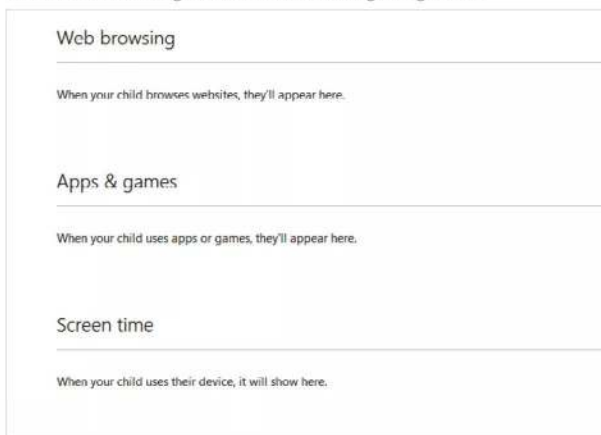 Web browsing
When your child browses websites, they'll appear here.
Apps & games
When your child uses apps or games, they'll appear here.
Screen time
When your child uses their device, it will show here.